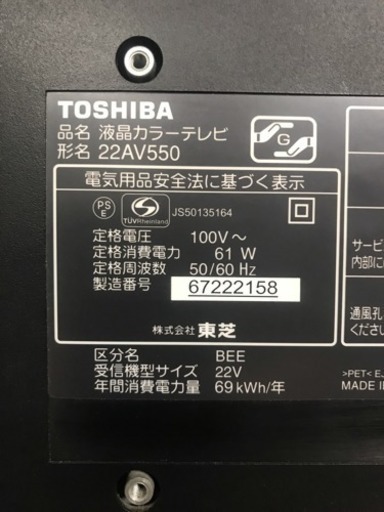 TOSHIBA
品名 液晶カラーテレビ
形名 22AV550
G
電気用品安全法に基づく表示
PS
E
TÜVRheinland
JS50135164
定格電圧 100V～
定格消費電力 61 W
定格周波数 50/60 Hz
製造番号 67222158
株式会社 東芝
区分名 BEE
受信機型サイズ 22V
年間消費電力量 69 kWh/年
サービ
内部に
通風孔
ください
>PET< EJ
MADE I